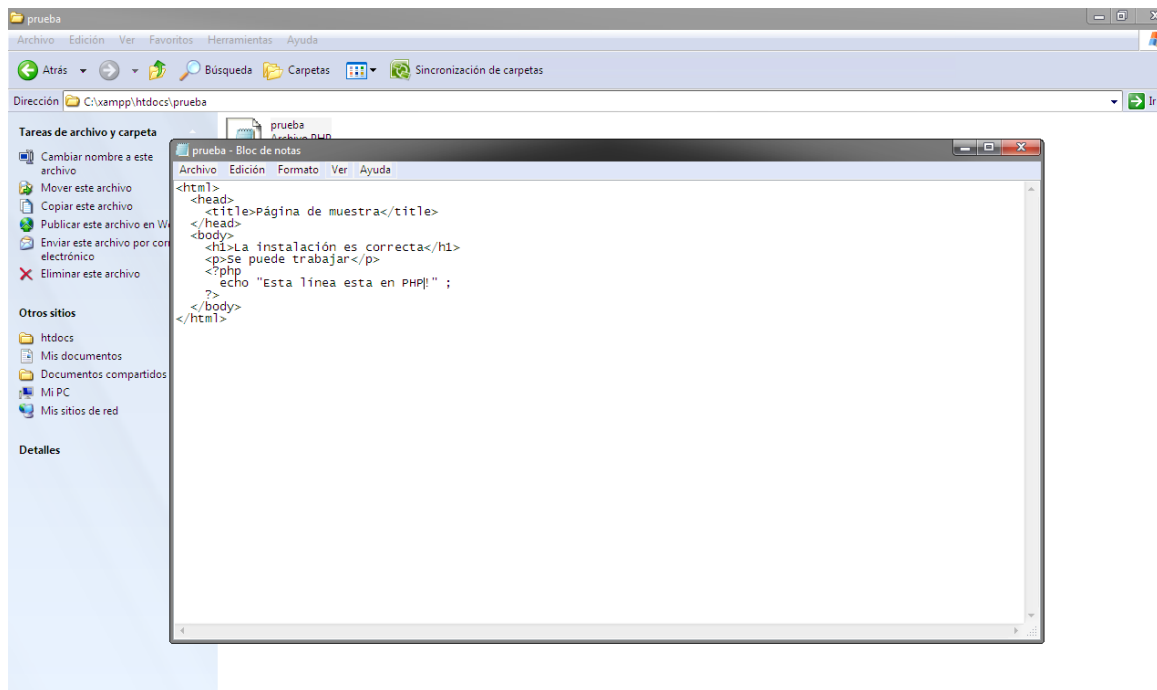 prueba
Archivo Edición Ver Favoritos Herramientas Ayuda
Atrás Búsqueda Carpetas Sincronización de carpetas
Dirección C:\xampp\htdocs\prueba Ir
Tareas de archivo y carpeta
Cambiar nombre a este
archivo
Mover este archivo
Copiar este archivo
Publicar este archivo en
Enviar este archivo por
electrónico
Eliminar este archivo
Otros sitios
htdocs
Mis documentos
Documentos compartidos
Mi PC
Mis sitios de red
Detalles
prueba
Archivo PHP
prueba - Bloc de notas
Archivo Edición Formato Ver Ayuda
<html>
<head>
<title>Página de muestra</title>
</head>
<body>
<h1>La instalación es correcta</h1>
<p>Se puede trabajar</p>
<?php
echo "Esta línea esta en PHP!" ;
?>
</body>
</html>